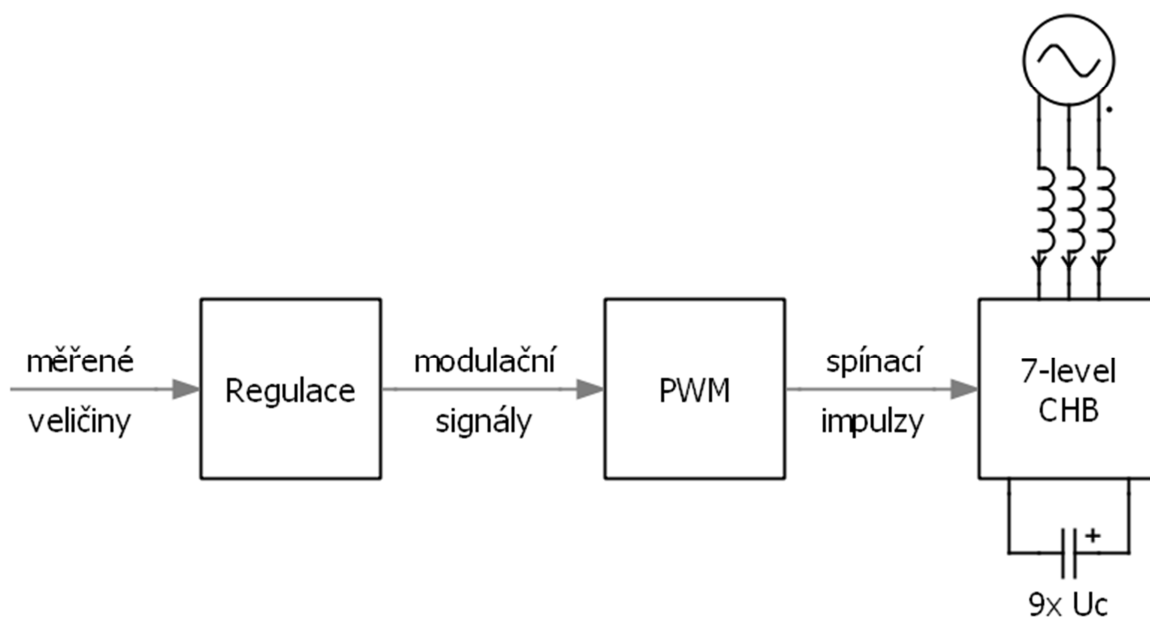 měřené
veličiny
Regulace
modulační
signály
PWM
spínací
impulzy
7-level
CHB
+
9x Uc